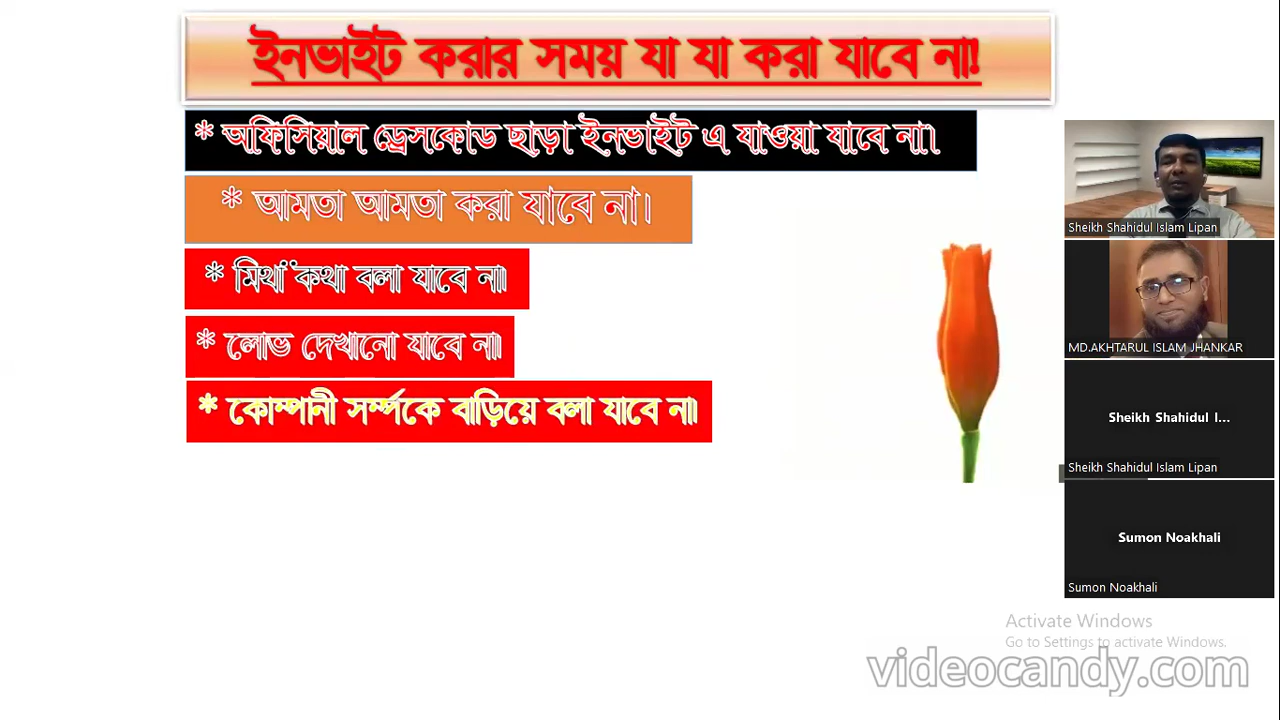 ইনভাইট করার সময় যা যা করা যাবে না!
* অফিসিয়াল ড্রেসকোড ছাড়া ইনভাইট এ যাওয়া যাবে না।
* আমতা আমতা করা যাবে না।
* মিথ্যা কথা বলা যাবে না।
* লোভ দেখানো যাবে না।
* কোম্পানী সর্ম্পকে বাড়িয়ে বলা যাবে না।
Sheikh Shahidul Islam Lipan
MD.AKHTARUL ISLAM JHANKAR
Sheikh Shahidul I...
Sheikh Shahidul Islam Lipan
Sumon Noakhali
Sumon Noakhali
Activate Windows
Go to Settings to activate Windows.
videocandy.com